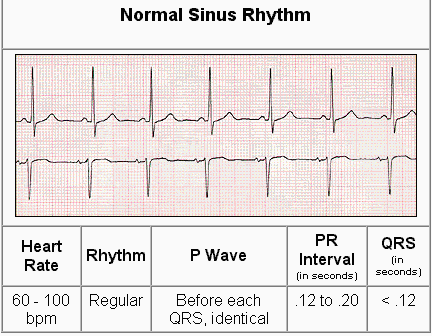 Normal Sinus Rhythm
Heart Rate
Rhythm
P Wave
PR Interval (in seconds)
QRS (in seconds)
60 - 100 bpm
Regular
Before each QRS, identical
.12 to .20
< .12